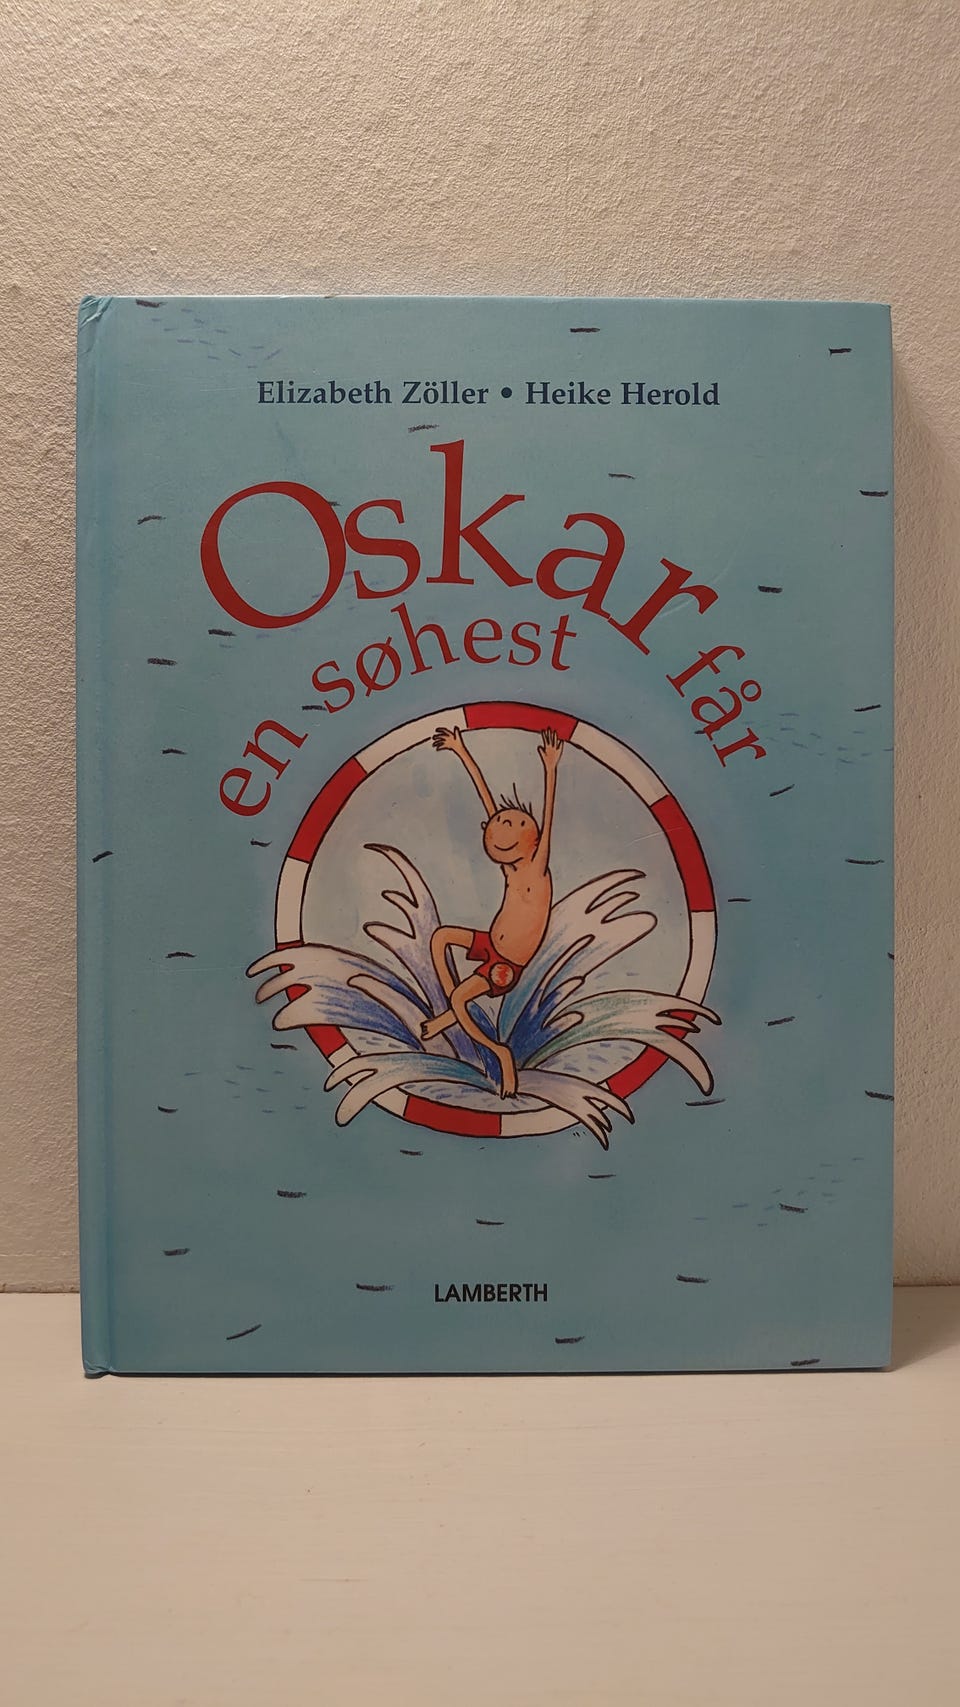 Elizabeth Zöller • Heike Herold
Oskar får
en søhest
LAMBERTH